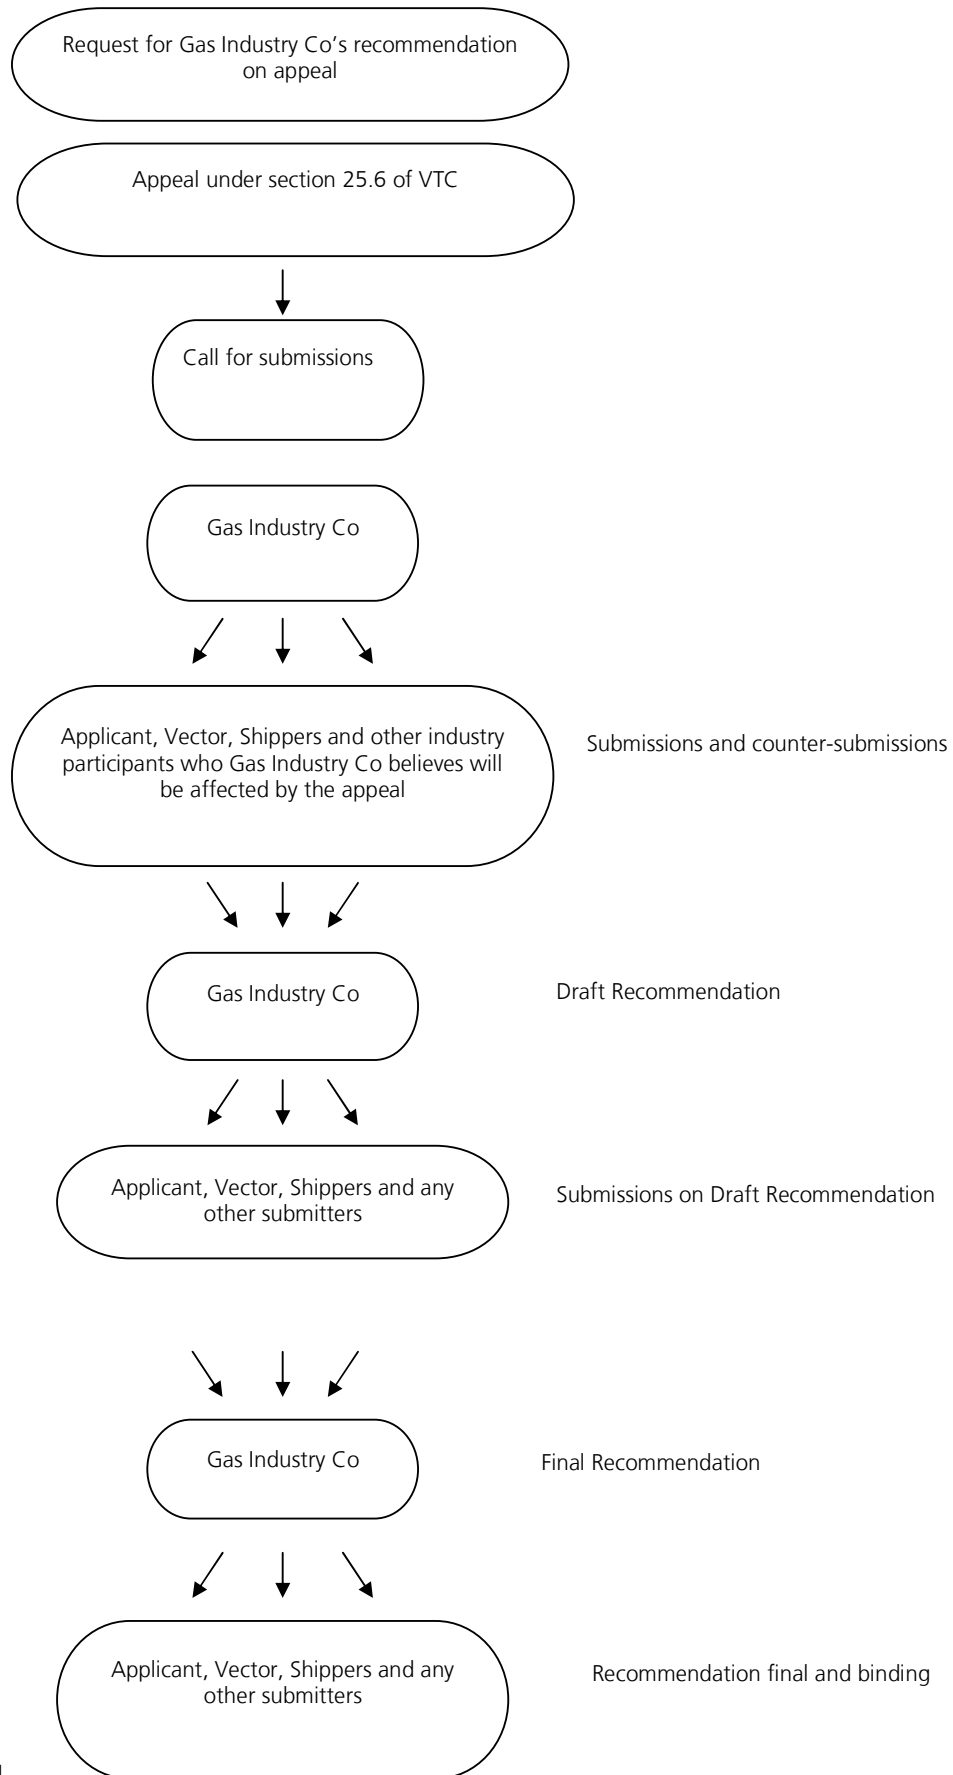 Request for Gas Industry Co’s recommendation
on appeal
Appeal under section 25.6 of VTC
Call for submissions
Gas Industry Co
Applicant, Vector, Shippers and other industry
participants who Gas Industry Co believes will
be affected by the appeal
Submissions and counter-submissions
Gas Industry Co
Draft Recommendation
Applicant, Vector, Shippers and any
other submitters
Submissions on Draft Recommendation
Gas Industry Co
Final Recommendation
Applicant, Vector, Shippers and any
other submitters
Recommendation final and binding